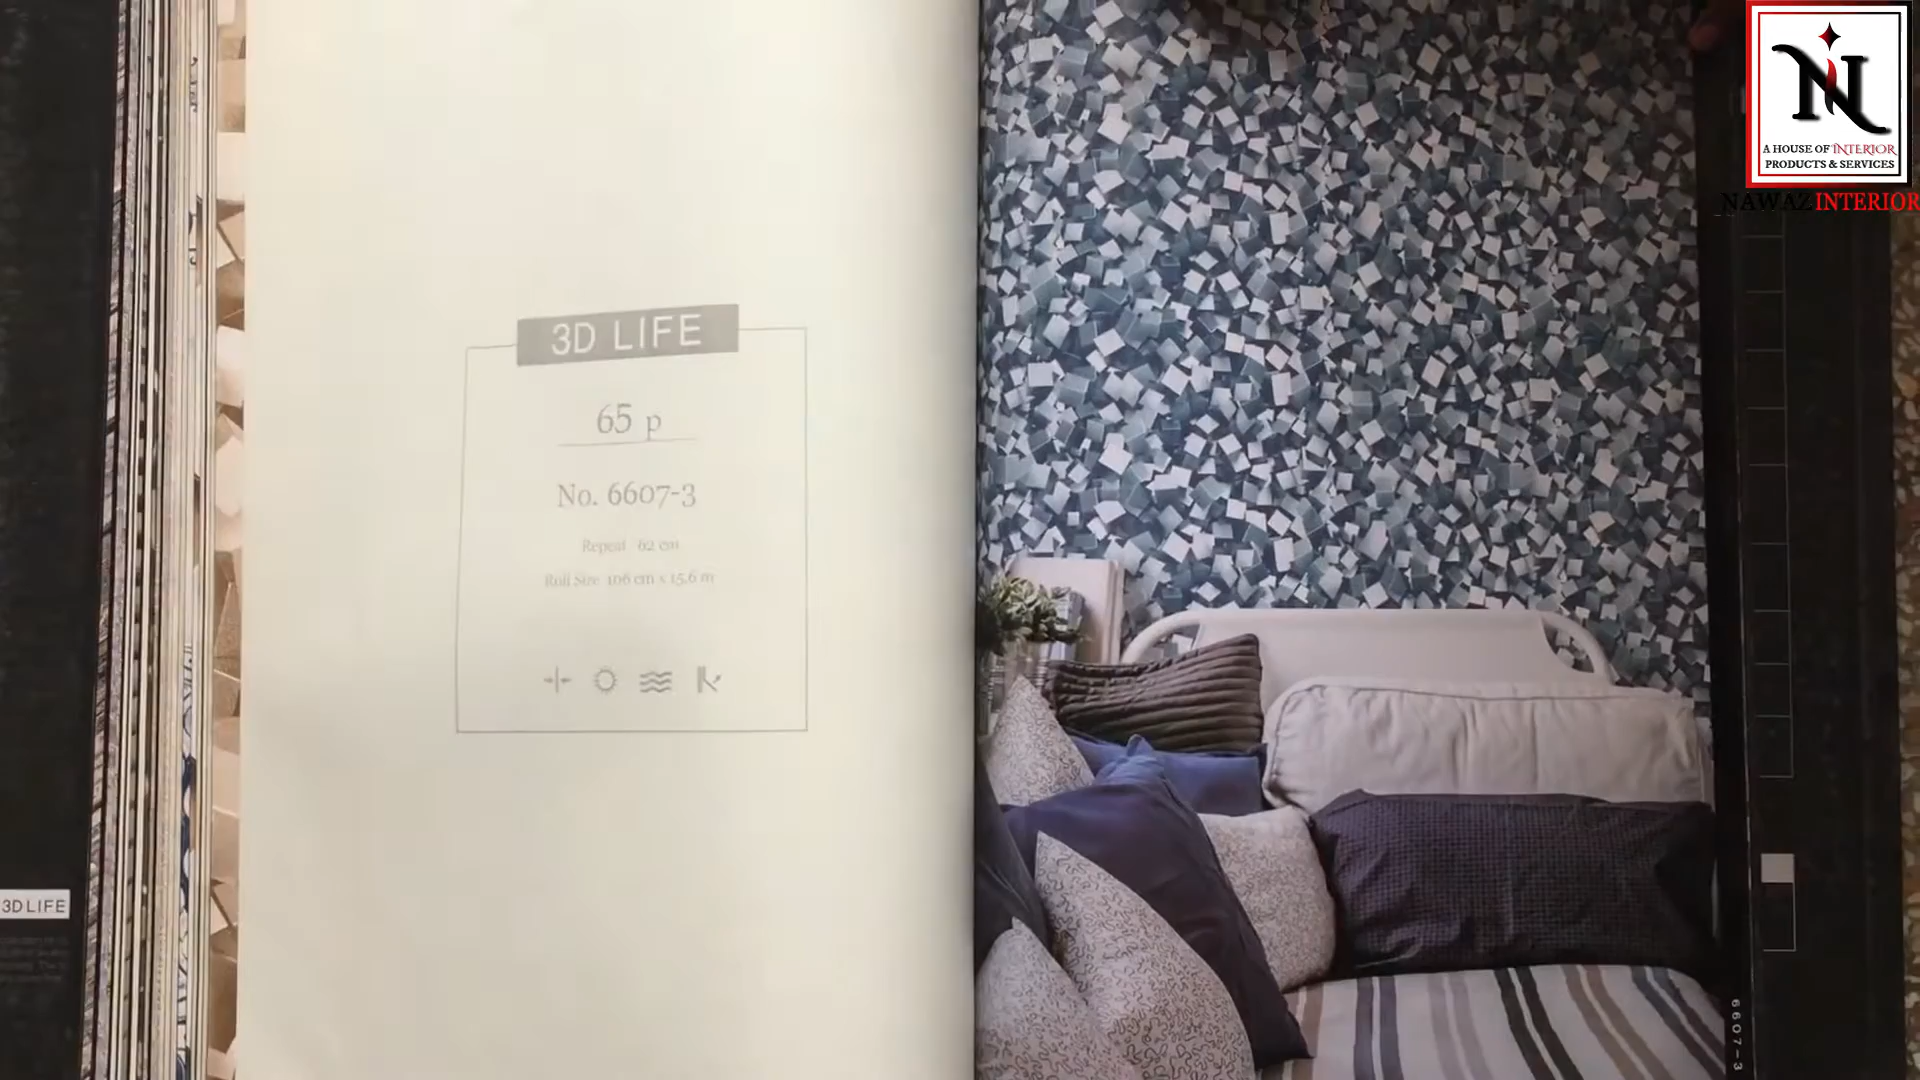 3D LIFE
65 p
No. 6607-3
Repeat 62 cm
Roll Size 106 cm x 15.6 m
3D LIFE
6607-3
NI
A HOUSE OF INTERIOR
PRODUCTS & SERVICES
NAWAZ INTERIOR